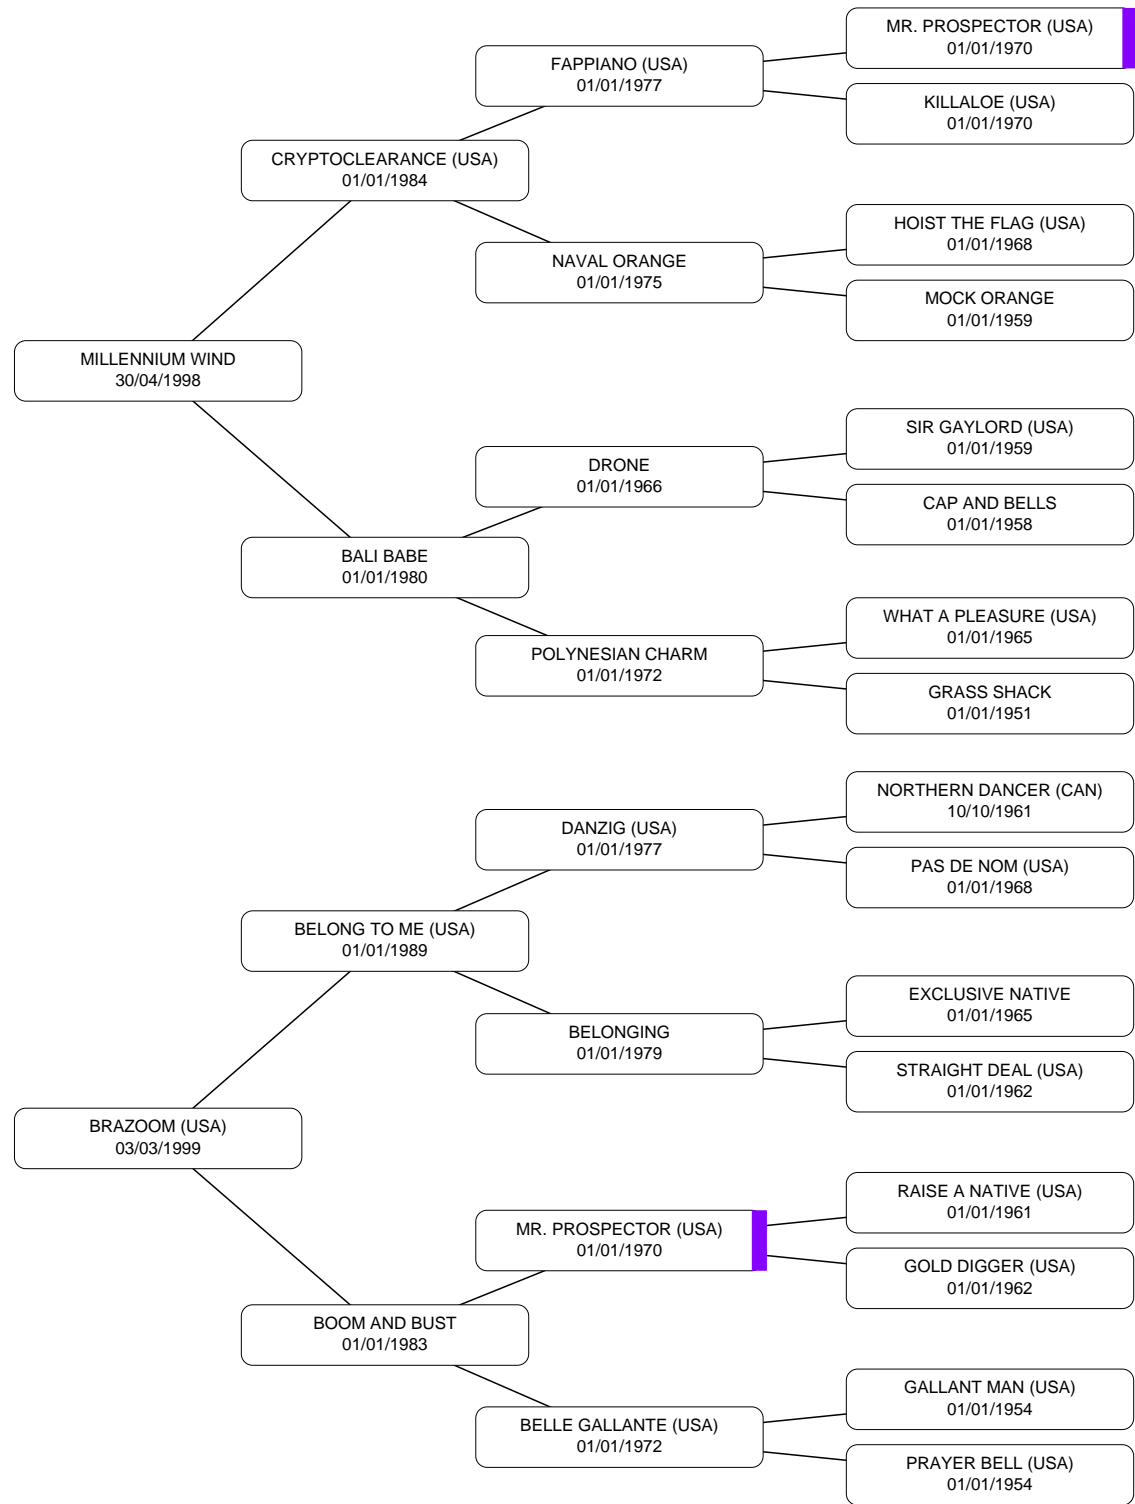 MR. PROSPECTOR (USA)
01/01/1970
FAPPIANO (USA)
01/01/1977
KILLALOE (USA)
01/01/1970
CRYPTOCLEARANCE (USA)
01/01/1984
HOIST THE FLAG (USA)
01/01/1968
NAVAL ORANGE
01/01/1975
MOCK ORANGE
01/01/1959
MILLENNIUM WIND
30/04/1998
SIR GAYLORD (USA)
01/01/1959
DRONE
01/01/1966
CAP AND BELLS
01/01/1958
BALI BABE
01/01/1980
WHAT A PLEASURE (USA)
01/01/1965
POLYNESIAN CHARM
01/01/1972
GRASS SHACK
01/01/1951
NORTHERN DANCER (CAN)
10/10/1961
DANZIG (USA)
01/01/1977
PAS DE NOM (USA)
01/01/1968
BELONG TO ME (USA)
01/01/1989
EXCLUSIVE NATIVE
01/01/1965
BELONGING
01/01/1979
STRAIGHT DEAL (USA)
01/01/1962
BRAZOOM (USA)
03/03/1999
RAISE A NATIVE (USA)
01/01/1961
MR. PROSPECTOR (USA)
01/01/1970
GOLD DIGGER (USA)
01/01/1962
BOOM AND BUST
01/01/1983
GALLANT MAN (USA)
01/01/1954
BELLE GALLANTE (USA)
01/01/1972
PRAYER BELL (USA)
01/01/1954